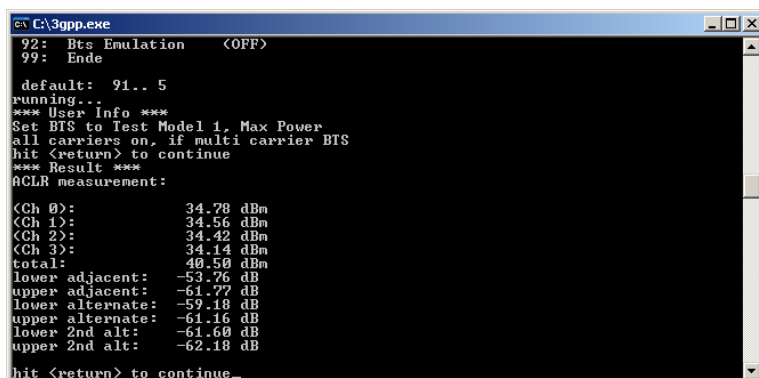 C:\3gpp.exe
92: Bts Emulation (OFF)
99: Ende
default: 91.. 5
running...
*** User Info ***
Set BTS to Test Model 1, Max Power
all carriers on, if multi carrier BTS
hit <return> to continue
*** Result ***
ACLR measurement:
(Ch 0): 34.78 dBm
(Ch 1): 34.56 dBm
(Ch 2): 34.42 dBm
(Ch 3): 34.14 dBm
total: 40.50 dBm
lower adjacent: -53.76 dB
upper adjacent: -61.77 dB
lower alternate: -59.18 dB
upper alternate: -61.16 dB
lower 2nd alt: -61.60 dB
upper 2nd alt: -62.18 dB
hit <return> to continue_